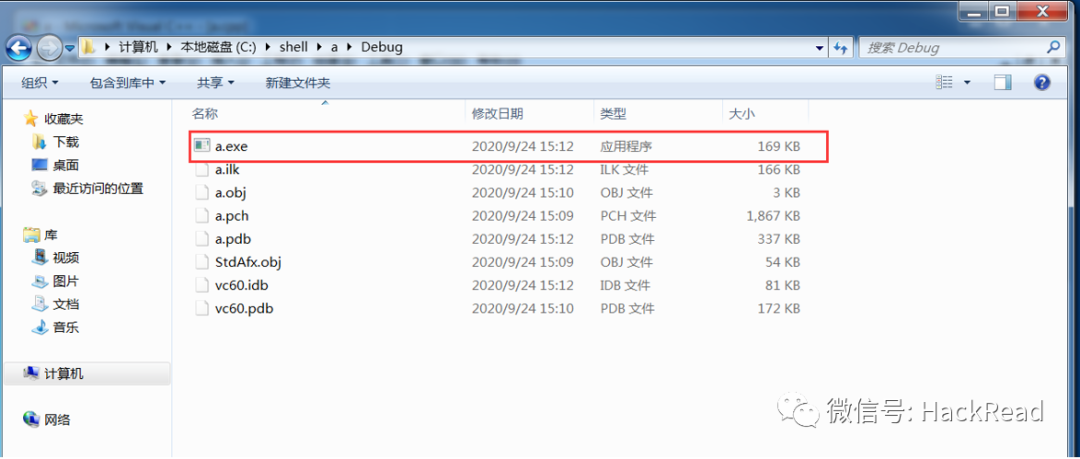 计算机 ▸ 本地磁盘 (C:) ▸ shell ▸ a ▸ Debug
搜索 Debug
组织 包含到库中 共享 新建文件夹
名称 修改日期 类型 大小
收藏夹
下载
桌面
最近访问的位置
库
视频
图片
文档
音乐
计算机
网络
a.exe 2020/9/24 15:12 应用程序 169 KB
a.ilk 2020/9/24 15:12 ILK 文件 166 KB
a.obj 2020/9/24 15:10 OBJ 文件 3 KB
a.pch 2020/9/24 15:09 PCH 文件 1,867 KB
a.pdb 2020/9/24 15:12 PDB 文件 337 KB
StdAfx.obj 2020/9/24 15:09 OBJ 文件 54 KB
vc60.idb 2020/9/24 15:12 IDB 文件 81 KB
vc60.pdb 2020/9/24 15:10 PDB 文件 172 KB
微信号: HackRead